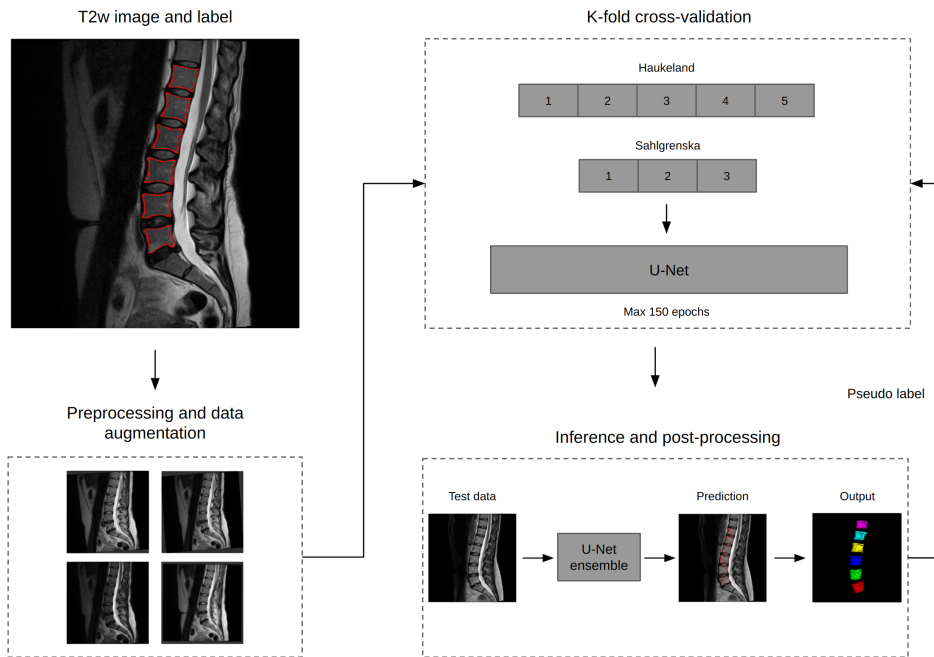 T2w image and label
Preprocessing and data
augmentation
K-fold cross-validation
Haukeland
1 2 3 4 5
Sahlgrenska
1 2 3
U-Net
Max 150 epochs
Pseudo label
Inference and post-processing
Test data
U-Net
ensemble
Prediction
Output